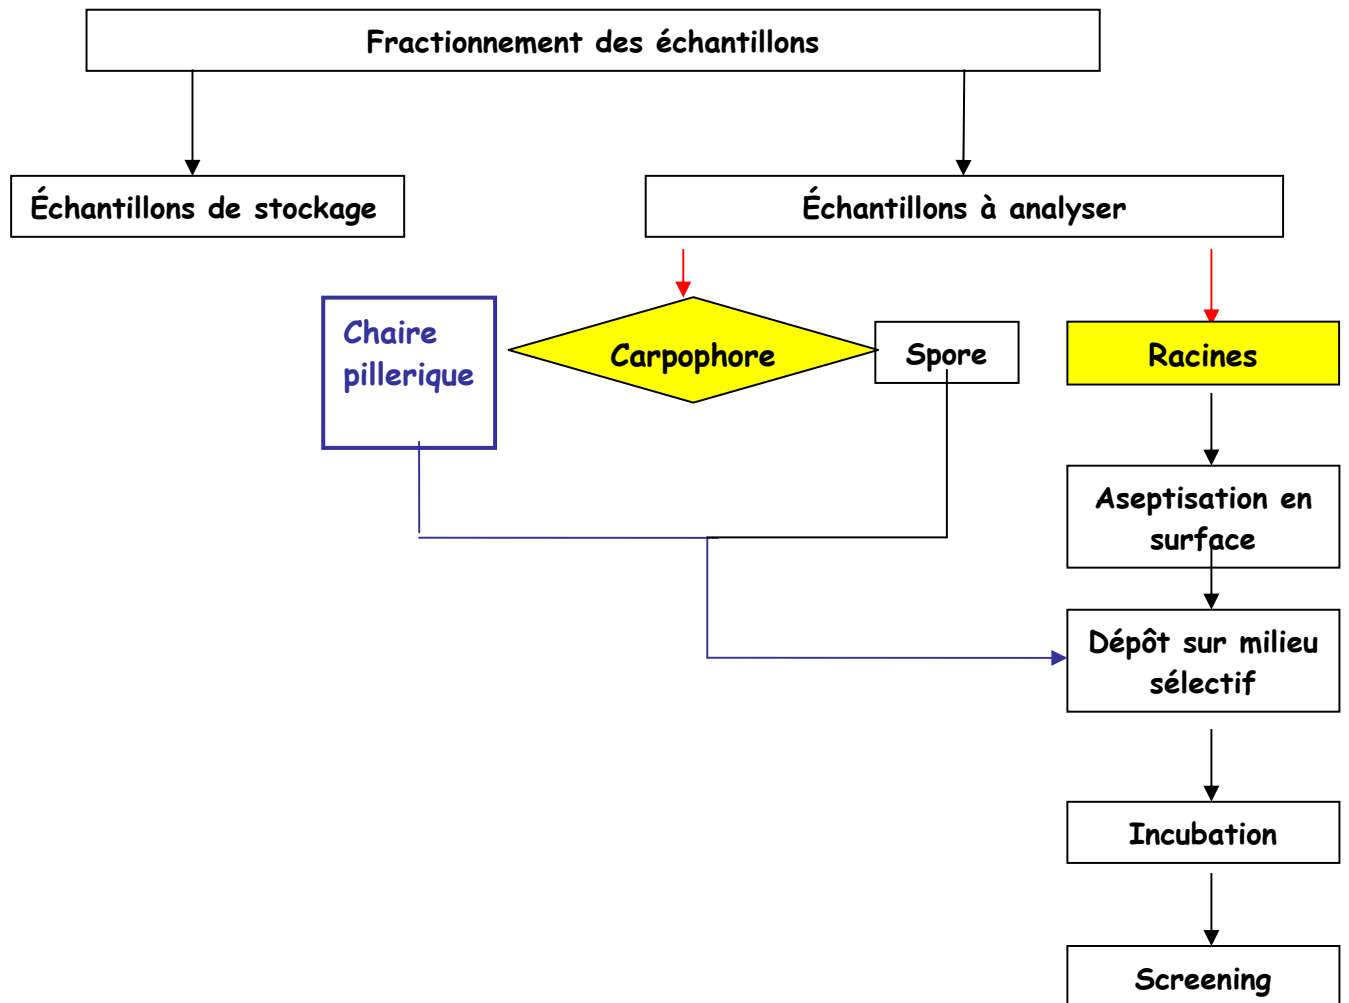 Fractionnement des échantillons
Échantillons de stockage
Échantillons à analyser
Chaire
pillerique
Carpophore
Spore
Racines
Aseptisation en
surface
Dépôt sur milieu
sélectif
Incubation
Screening